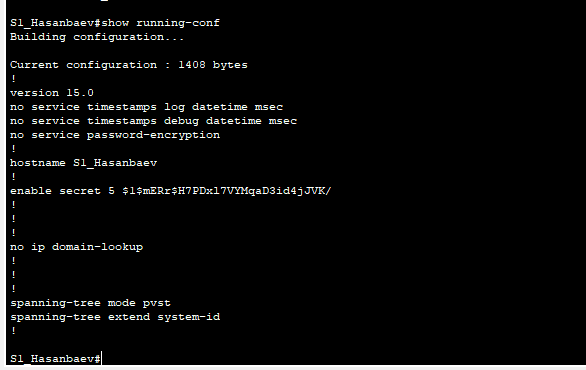 S1_Hasanbaev#show running-conf
Building configuration...
Current configuration : 1408 bytes
!
version 15.0
no service timestamps log datetime msec
no service timestamps debug datetime msec
no service password-encryption
!
hostname S1_Hasanbaev
!
enable secret 5 $1$mERr$H7PDxl7VYMqaD3id4jJVK/
!
!
!
no ip domain-lookup
!
!
!
spanning-tree mode pvst
spanning-tree extend system-id
!
S1_Hasanbaev#